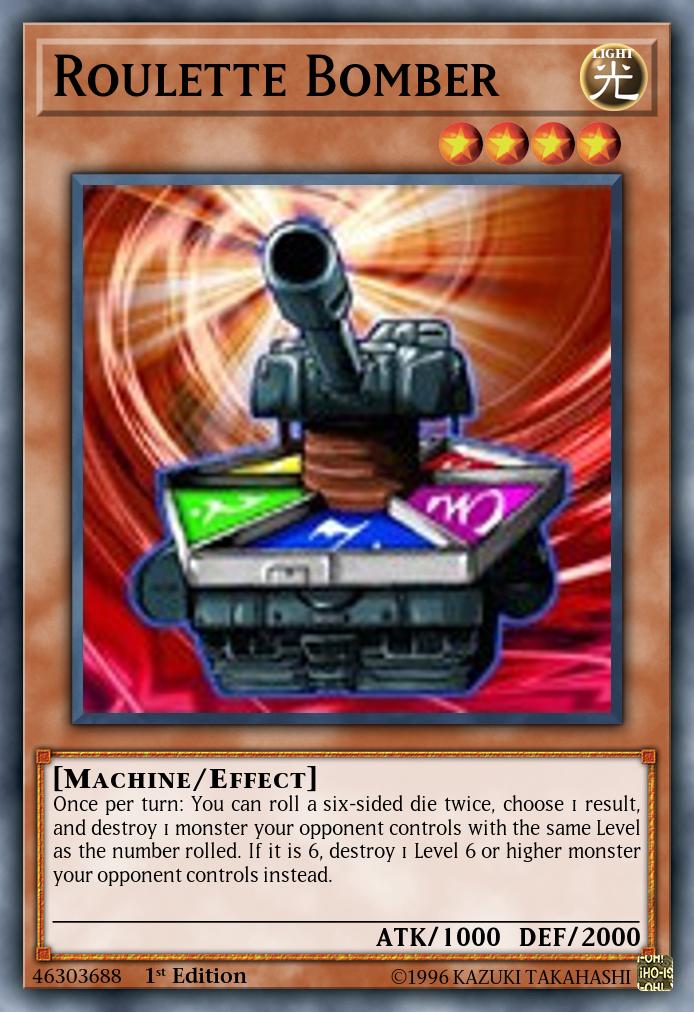 Roulette Bomber
LIGHT
光
[Machine/Effect]
Once per turn: You can roll a six-sided die twice, choose 1 result,
and destroy 1 monster your opponent controls with the same Level
as the number rolled. If it is 6, destroy 1 Level 6 or higher monster
your opponent controls instead.
ATK/1000 DEF/2000
46303688 1st Edition ©1996 KAZUKI TAKAHASHI